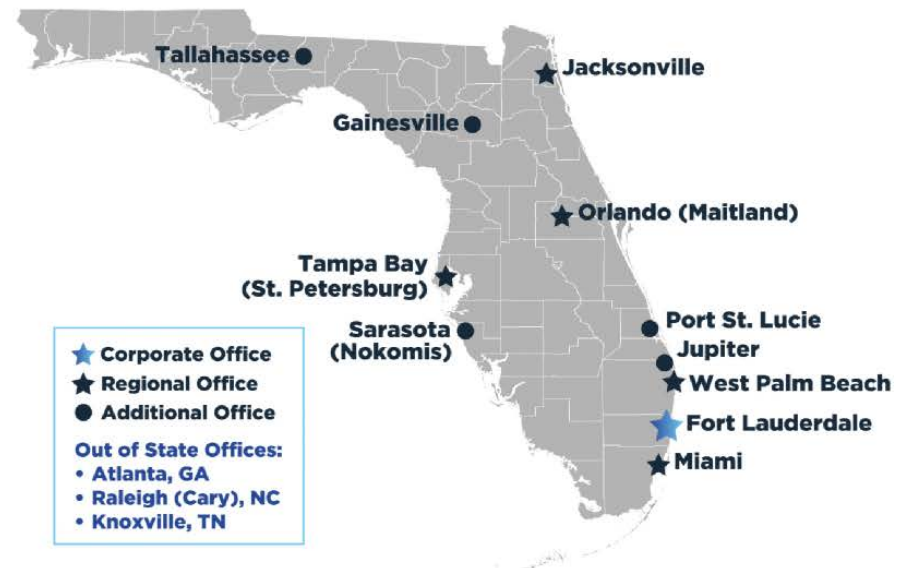 Tallahassee
Jacksonville
Gainesville
Orlando (Maitland)
Tampa Bay
(St. Petersburg)
Sarasota
(Nokomis)
Port St. Lucie
Jupiter
West Palm Beach
Fort Lauderdale
Miami
Corporate Office
Regional Office
Additional Office
Out of State Offices:
• Atlanta, GA
• Raleigh (Cary), NC
• Knoxville, TN